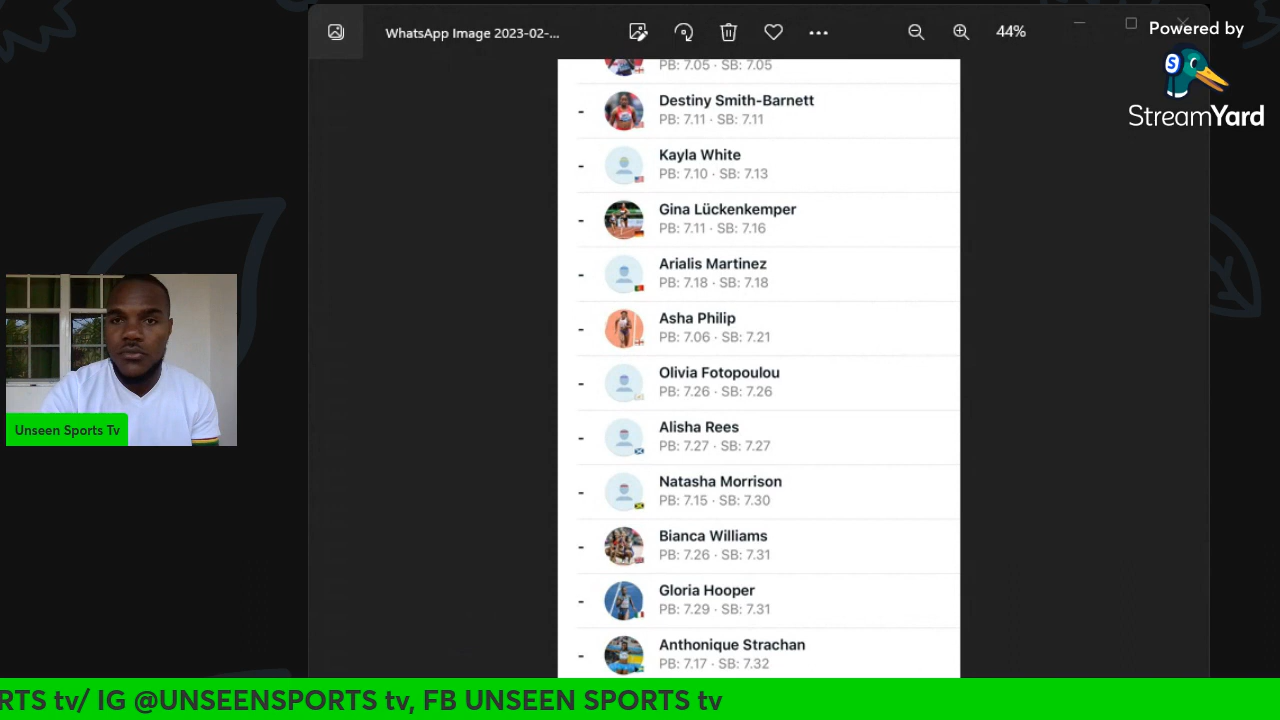 WhatsApp Image 2023-02-...
44%
Powered by
S
StreamYard
PB: 7.05 · SB: 7.05
-
Destiny Smith-Barnett
PB: 7.11 · SB: 7.11
-
Kayla White
PB: 7.10 · SB: 7.13
-
Gina Lückenkemper
PB: 7.11 · SB: 7.16
-
Arialis Martinez
PB: 7.18 · SB: 7.18
-
Asha Philip
PB: 7.06 · SB: 7.21
-
Olivia Fotopoulou
PB: 7.26 · SB: 7.26
-
Alisha Rees
PB: 7.27 · SB: 7.27
-
Natasha Morrison
PB: 7.15 · SB: 7.30
-
Bianca Williams
PB: 7.26 · SB: 7.31
-
Gloria Hooper
PB: 7.29 · SB: 7.31
-
Anthonique Strachan
PB: 7.17 · SB: 7.32
Unseen Sports Tv
RTS tv/ IG @UNSEENSPORTS tv, FB UNSEEN SPORTS tv